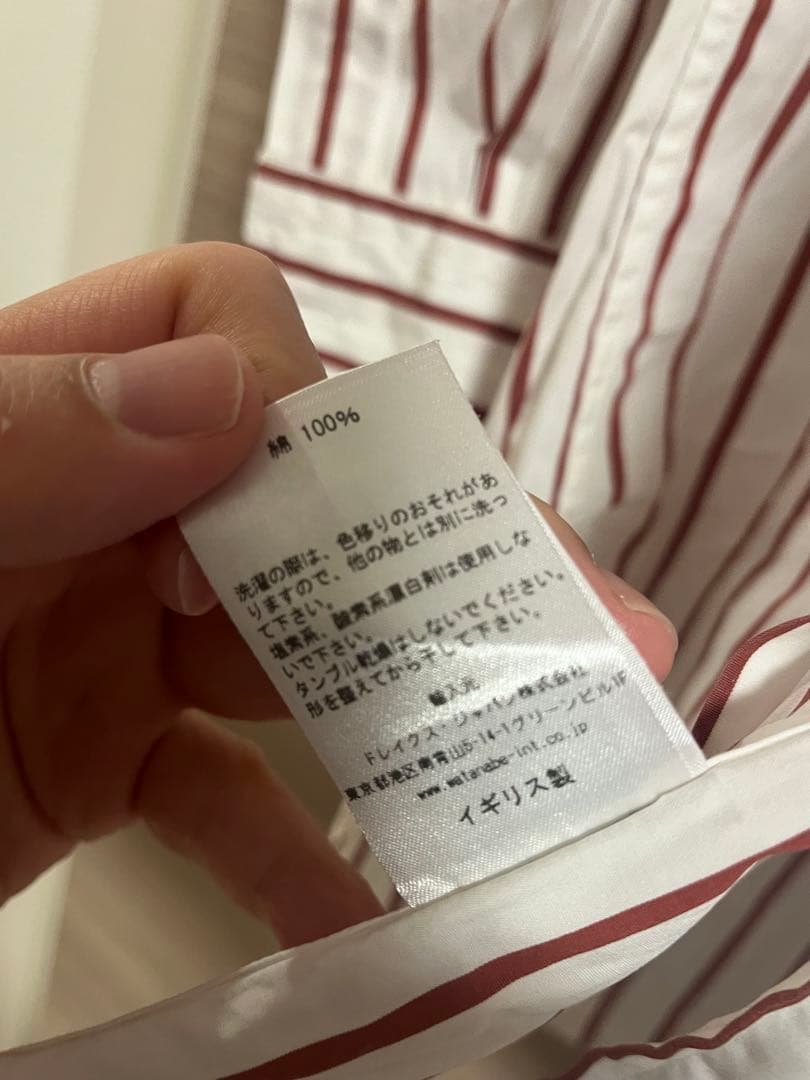 綿 100%
洗濯の際は、色移りのおそれがあ
りますので、他の物とは別に洗っ
て下さい。
塩素系、酸素系漂白剤は使用しな
いで下さい。
タンブル乾燥はしないでください。
形を整えてから干して下さい。
輸入元
ドレイクス・ジャパン株式会社
東京都港区南青山5-14-1グリーンビル1F
www.watanabe-int.co.jp
イギリス製